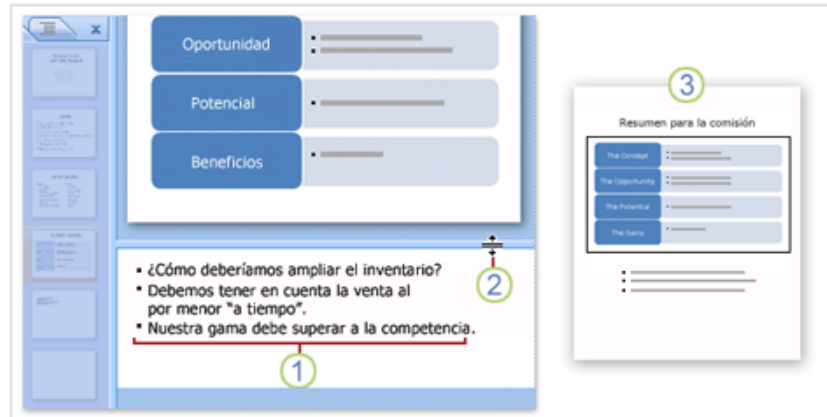 x
Oportunidad
Potencial
Beneficios
2
▪ ¿Cómo deberíamos ampliar el inventario?
▪ Debemos tener en cuenta la venta al
por menor "a tiempo".
▪ Nuestra gama debe superar a la competencia.
1
3
Resumen para la comisión
The Concept
The Opportunity
The Potential
The Gains